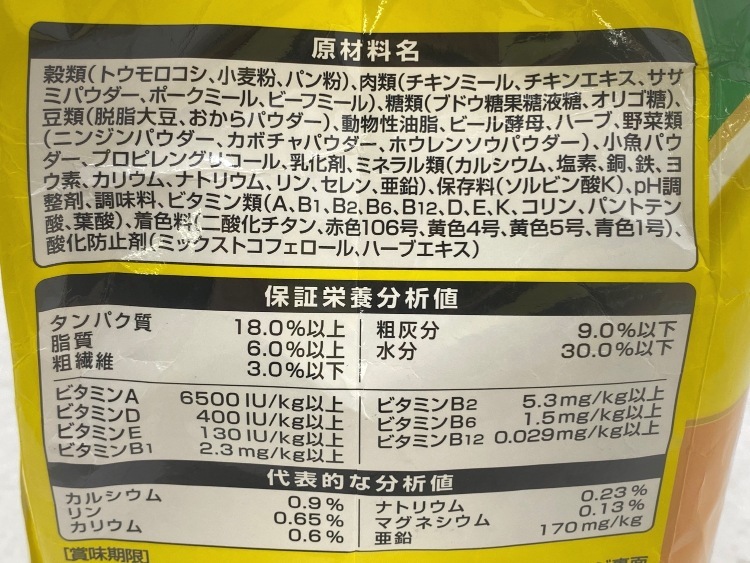 原材料名
穀類(トウモロコシ、小麦粉、パン粉)、肉類(チキンミール、チキンエキス、ササ
ミパウダー、ポークミール、ビーフミール)、糖類(ブドウ糖果糖液糖、オリゴ糖)、
豆類(脱脂大豆、おからパウダー)、動物性油脂、ビール酵母、ハーブ、野菜類
(ニンジンパウダー、カボチャパウダー、ホウレンソウパウダー)、小魚パウ
ダー、プロピレングリコール、乳化剤、ミネラル類(カルシウム、塩素、銅、鉄、ヨ
ウ素、カリウム、ナトリウム、リン、セレン、亜鉛)、保存料(ソルビン酸K)、pH調
整剤、調味料、ビタミン類(A、B1、B2、B6、B12、D、E、K、コリン、パントテン
酸、葉酸)、着色料(二酸化チタン、赤色106号、黄色4号、黄色5号、青色1号)、
酸化防止剤(ミックストコフェロール、ハーブエキス)
保証栄養分析値
タンパク質 18.0%以上
脂質 6.0%以上
粗繊維 3.0%以下
粗灰分 9.0%以下
水分 30.0%以下
ビタミンA 6500IU/kg以上
ビタミンD 400IU/kg以上
ビタミンE 130IU/kg以上
ビタミンB1 2.3mg/kg以上
ビタミンB2 5.3mg/kg以上
ビタミンB6 1.5mg/kg以上
ビタミンB12 0.029mg/kg以上
代表的な分析値
カルシウム 0.9%
リン 0.65%
カリウム 0.6%
ナトリウム 0.23%
マグネシウム 0.13%
亜鉛 170mg/kg
[賞味期限]